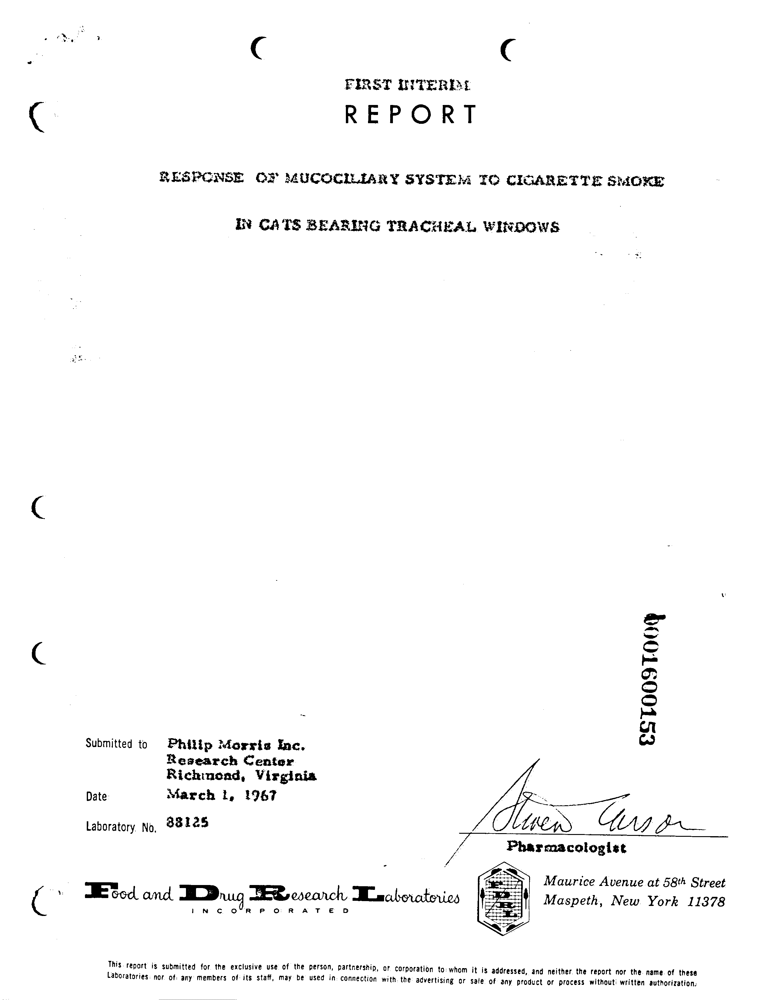 FIRST INTERIM
REPORT
RESPONSE OF MUCOCILIARY SYSTEM TO CIGARETTE SMOKE
IN CATS BEARING TRACHEAL WINDOWS
Submitted to Philip Morris Inc.
Research Center
Richmond, Virginia
Date March 1, 1967
Laboratory No. 88125
Steven Carson
Pharmacologist
Food and Drug Research Laboratories
INCORPORATED
FDRL
Maurice Avenue at 58th Street
Maspeth, New York 11378
This report is submitted for the exclusive use of the person, partnership, or corporation to whom it is addressed, and neither the report nor the name of these
Laboratories nor of any members of its staff, may be used in connection with the advertising or sale of any product or process without written authorization.
b001600153